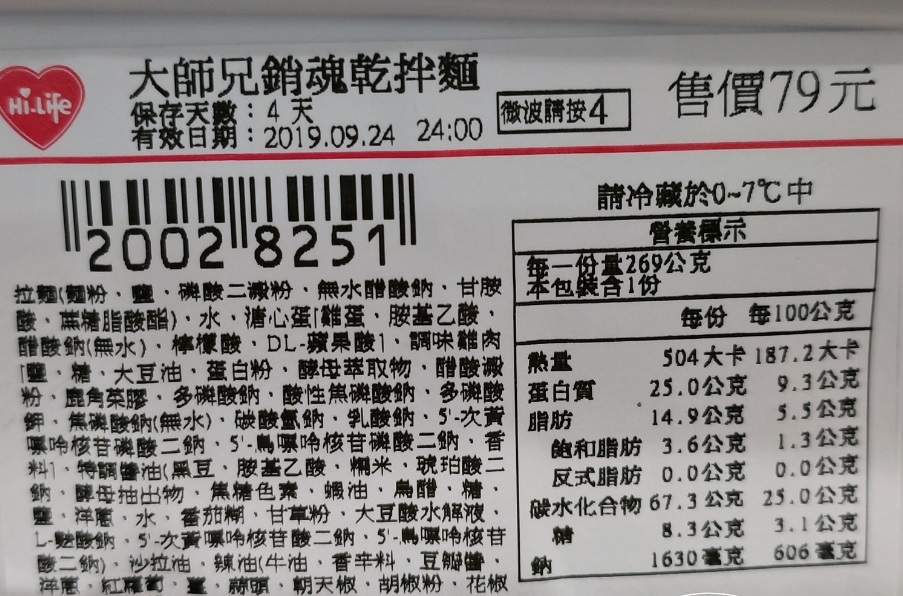 Hi-Life
大師兄銷魂乾拌麵
保存天數：4 天
有效日期：2019.09.24 24:00
微波請按4
售價79元
2002 8251
拉麵(麵粉、鹽、磷酸二澱粉、無水醋酸鈉、甘胺
酸、蔗糖脂酸酯)、水、溏心蛋[雞蛋、胺基乙酸、
醋酸鈉(無水)、檸檬酸、DL-蘋果酸]、調味雞肉
[鹽、糖、大豆油、蛋白粉、酵母萃取物、醋酸澱
粉、鹿角菜膠、多磷酸鈉、酸性焦磷酸鈉、多磷酸
鉀、焦磷酸鈉(無水)、碳酸氫鈉、乳酸鈉、5'-次黃
嘌呤核苷磷酸二鈉、5'-鳥嘌呤核苷磷酸二鈉、香
料]、特調醬油(黑豆、胺基乙酸、糯米、琥珀酸二
鈉、酵母抽出物、焦糖色素、蝦油、烏醋、糖、
鹽、洋蔥、水、番茄糊、甘草粉、大豆酸水解液、
L-麩酸鈉、5'-次黃嘌呤核苷酸二鈉、5'-鳥嘌呤核苷
酸二鈉)、沙拉油、辣油(牛油、香辛料、豆瓣醬、
洋蔥、紅蘿蔔、薑、蒜頭、朝天椒、胡椒粉、花椒
請冷藏於0~7℃中
營養標示
每一份量269公克
本包裝含1份
每份 每100公克
熱量 504大卡 187.2大卡
蛋白質 25.0公克 9.3公克
脂肪 14.9公克 5.5公克
飽和脂肪 3.6公克 1.3公克
反式脂肪 0.0公克 0.0公克
碳水化合物 67.3公克 25.0公克
糖 8.3公克 3.1公克
鈉 1630毫克 606毫克